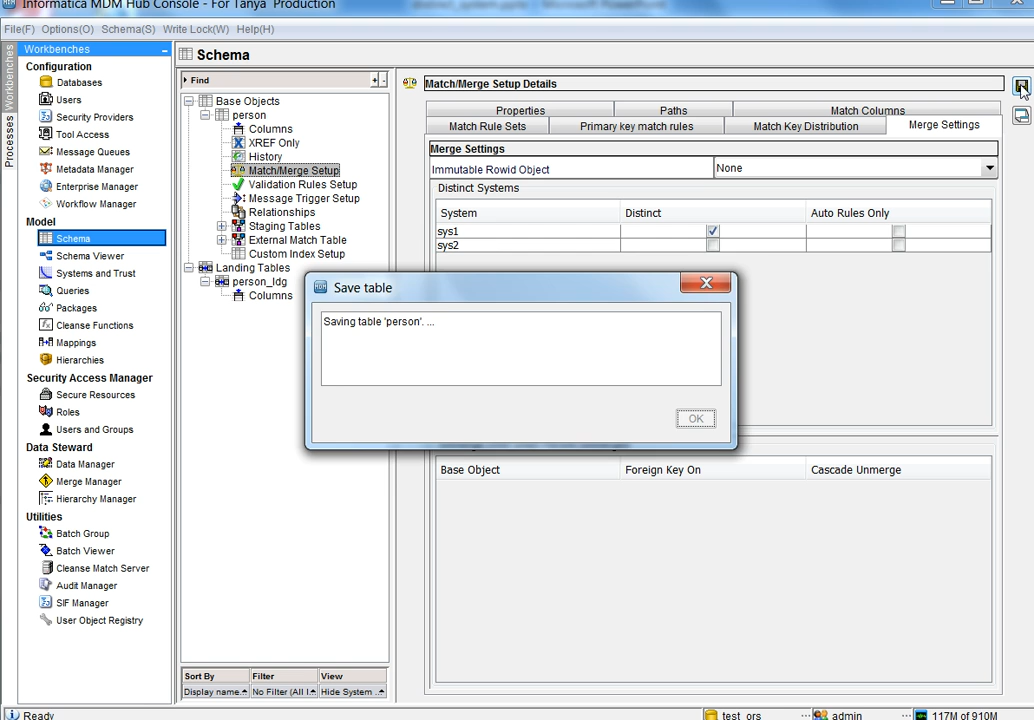 Informatica MDM Hub Console - For Tanya Production
File(F) Options(O) Schema(S) Write Lock(W) Help(H)
Workbenches
Processes
Workbenches
Configuration
Databases
Users
Security Providers
Tool Access
Message Queues
Metadata Manager
Enterprise Manager
Workflow Manager
Model
Schema
Schema Viewer
Systems and Trust
Queries
Packages
Cleanse Functions
Mappings
Hierarchies
Security Access Manager
Secure Resources
Roles
Users and Groups
Data Steward
Data Manager
Merge Manager
Hierarchy Manager
Utilities
Batch Group
Batch Viewer
Cleanse Match Server
Audit Manager
SIF Manager
User Object Registry
Schema
Find
Base Objects
person
Columns
XREF Only
History
Match/Merge Setup
Validation Rules Setup
Message Trigger Setup
Relationships
Staging Tables
External Match Table
Custom Index Setup
Landing Tables
person_ldg
Columns
Sort By Filter View
Display name. No Filter (All I. Hide System ..
Match/Merge Setup Details
Properties Paths Match Columns
Match Rule Sets Primary key match rules Match Key Distribution Merge Settings
Merge Settings
Immutable Rowid Object None
Distinct Systems
System Distinct Auto Rules Only
sys1
sys2
Save table
Saving table 'person'. ...
OK
Base Object Foreign Key On Cascade Unmerge
Ready test_ors ... admin ... 117M of 910M